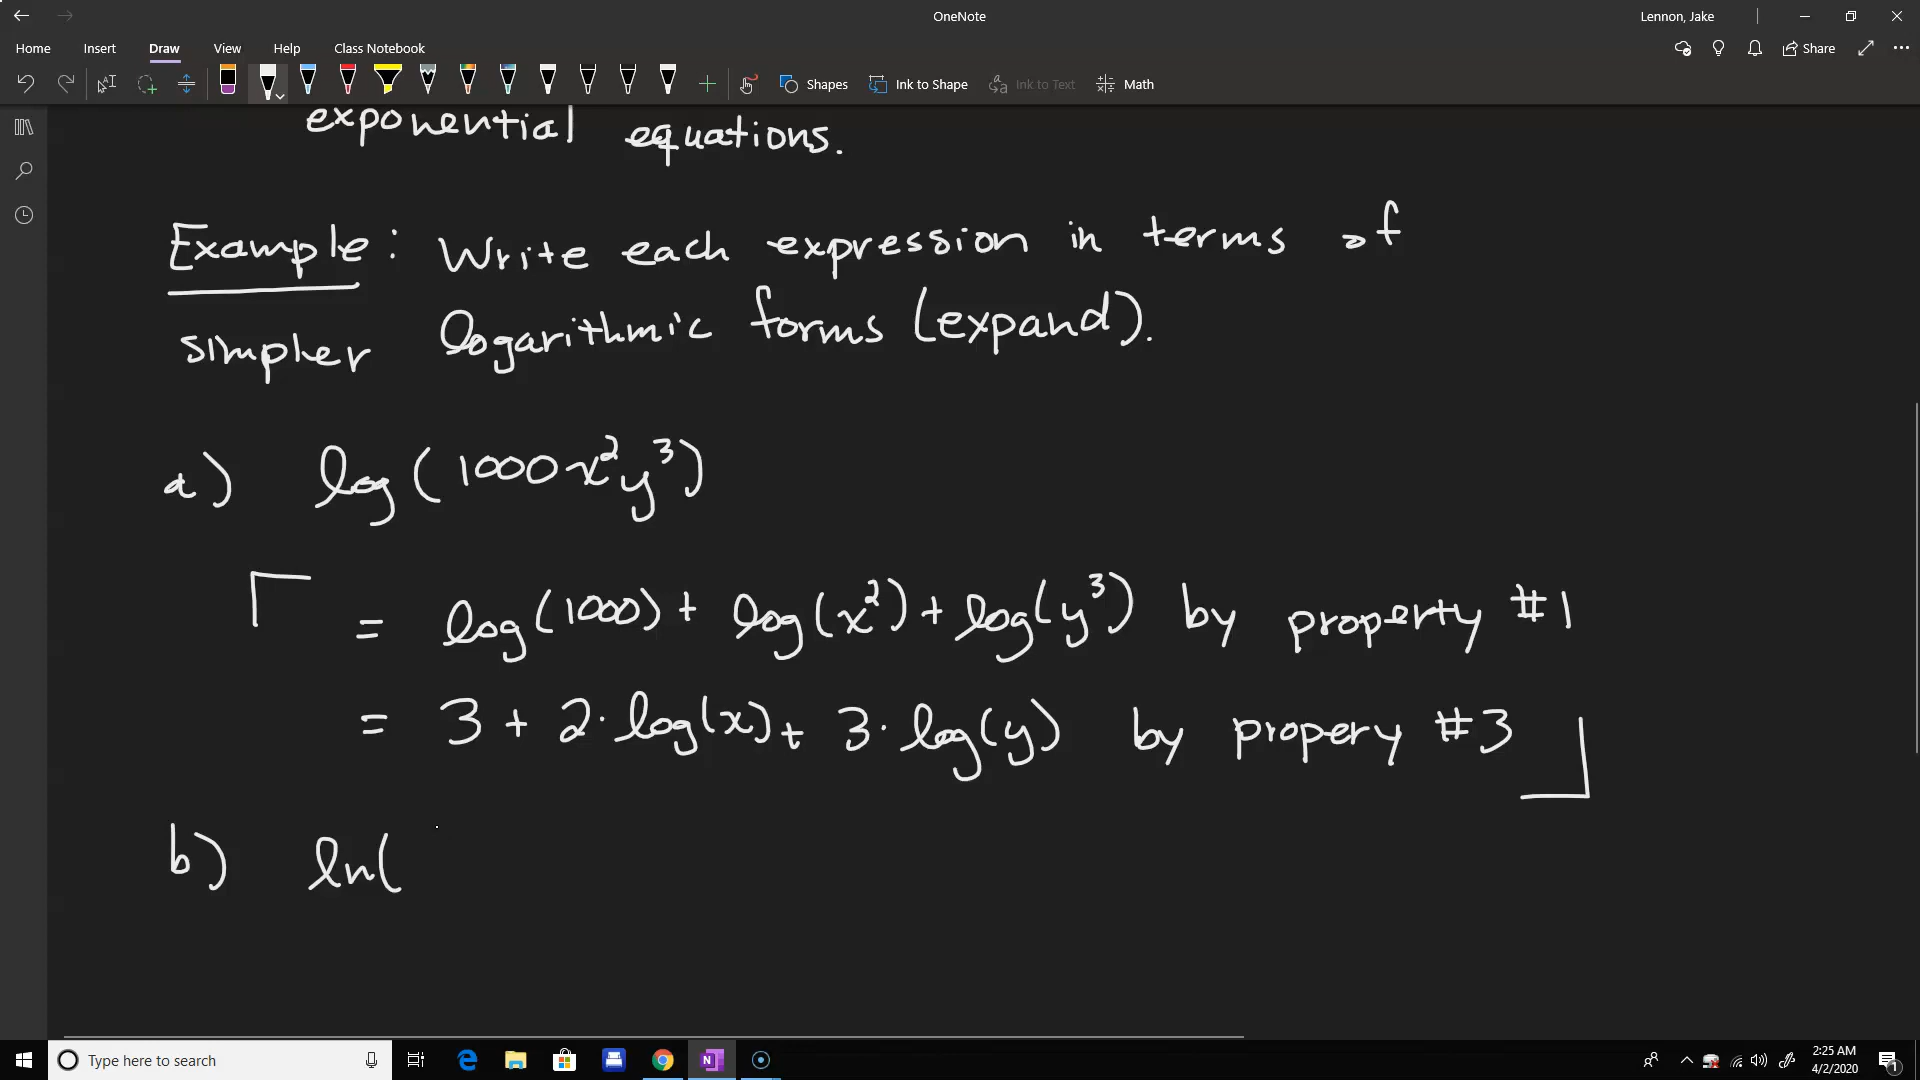 OneNote
Lennon, Jake
Home Insert Draw View Help Class Notebook
Share
Shapes Ink to Shape Ink to Text Math
exponential equations.
Example: Write each expression in terms of
simpler logarithmic forms (expand).
a) log(1000x²y³)
= log(1000) + log(x²) + log(y³) by property #1
= 3 + 2·log(x) + 3·log(y) by propery #3
b) ln(
Type here to search
2:25 AM
4/2/2020
1